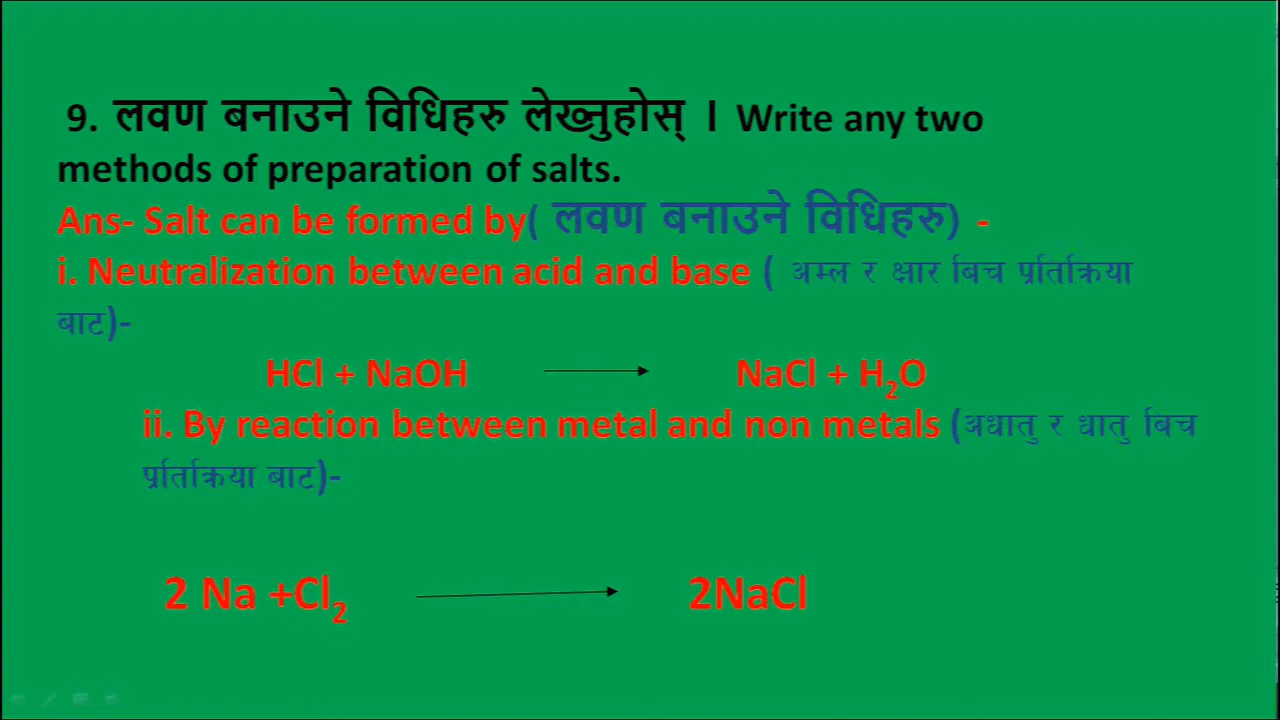 9. लवण बनाउने विधिहरु लेख्नुहोस् । Write any two
methods of preparation of salts.
Ans- Salt can be formed by( लवण बनाउने विधिहरु) -
i. Neutralization between acid and base ( अम्ल र क्षार बिच प्रतिक्रिया
बाट)-
HCl + NaOH NaCl + H₂O
ii. By reaction between metal and non metals (अधातु र धातु बिच
प्रतिक्रिया बाट)-
2 Na +Cl₂ 2NaCl